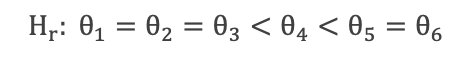 Hᵣ: θ₁ = θ₂ = θ₃ < θ₄ < θ₅ = θ₆